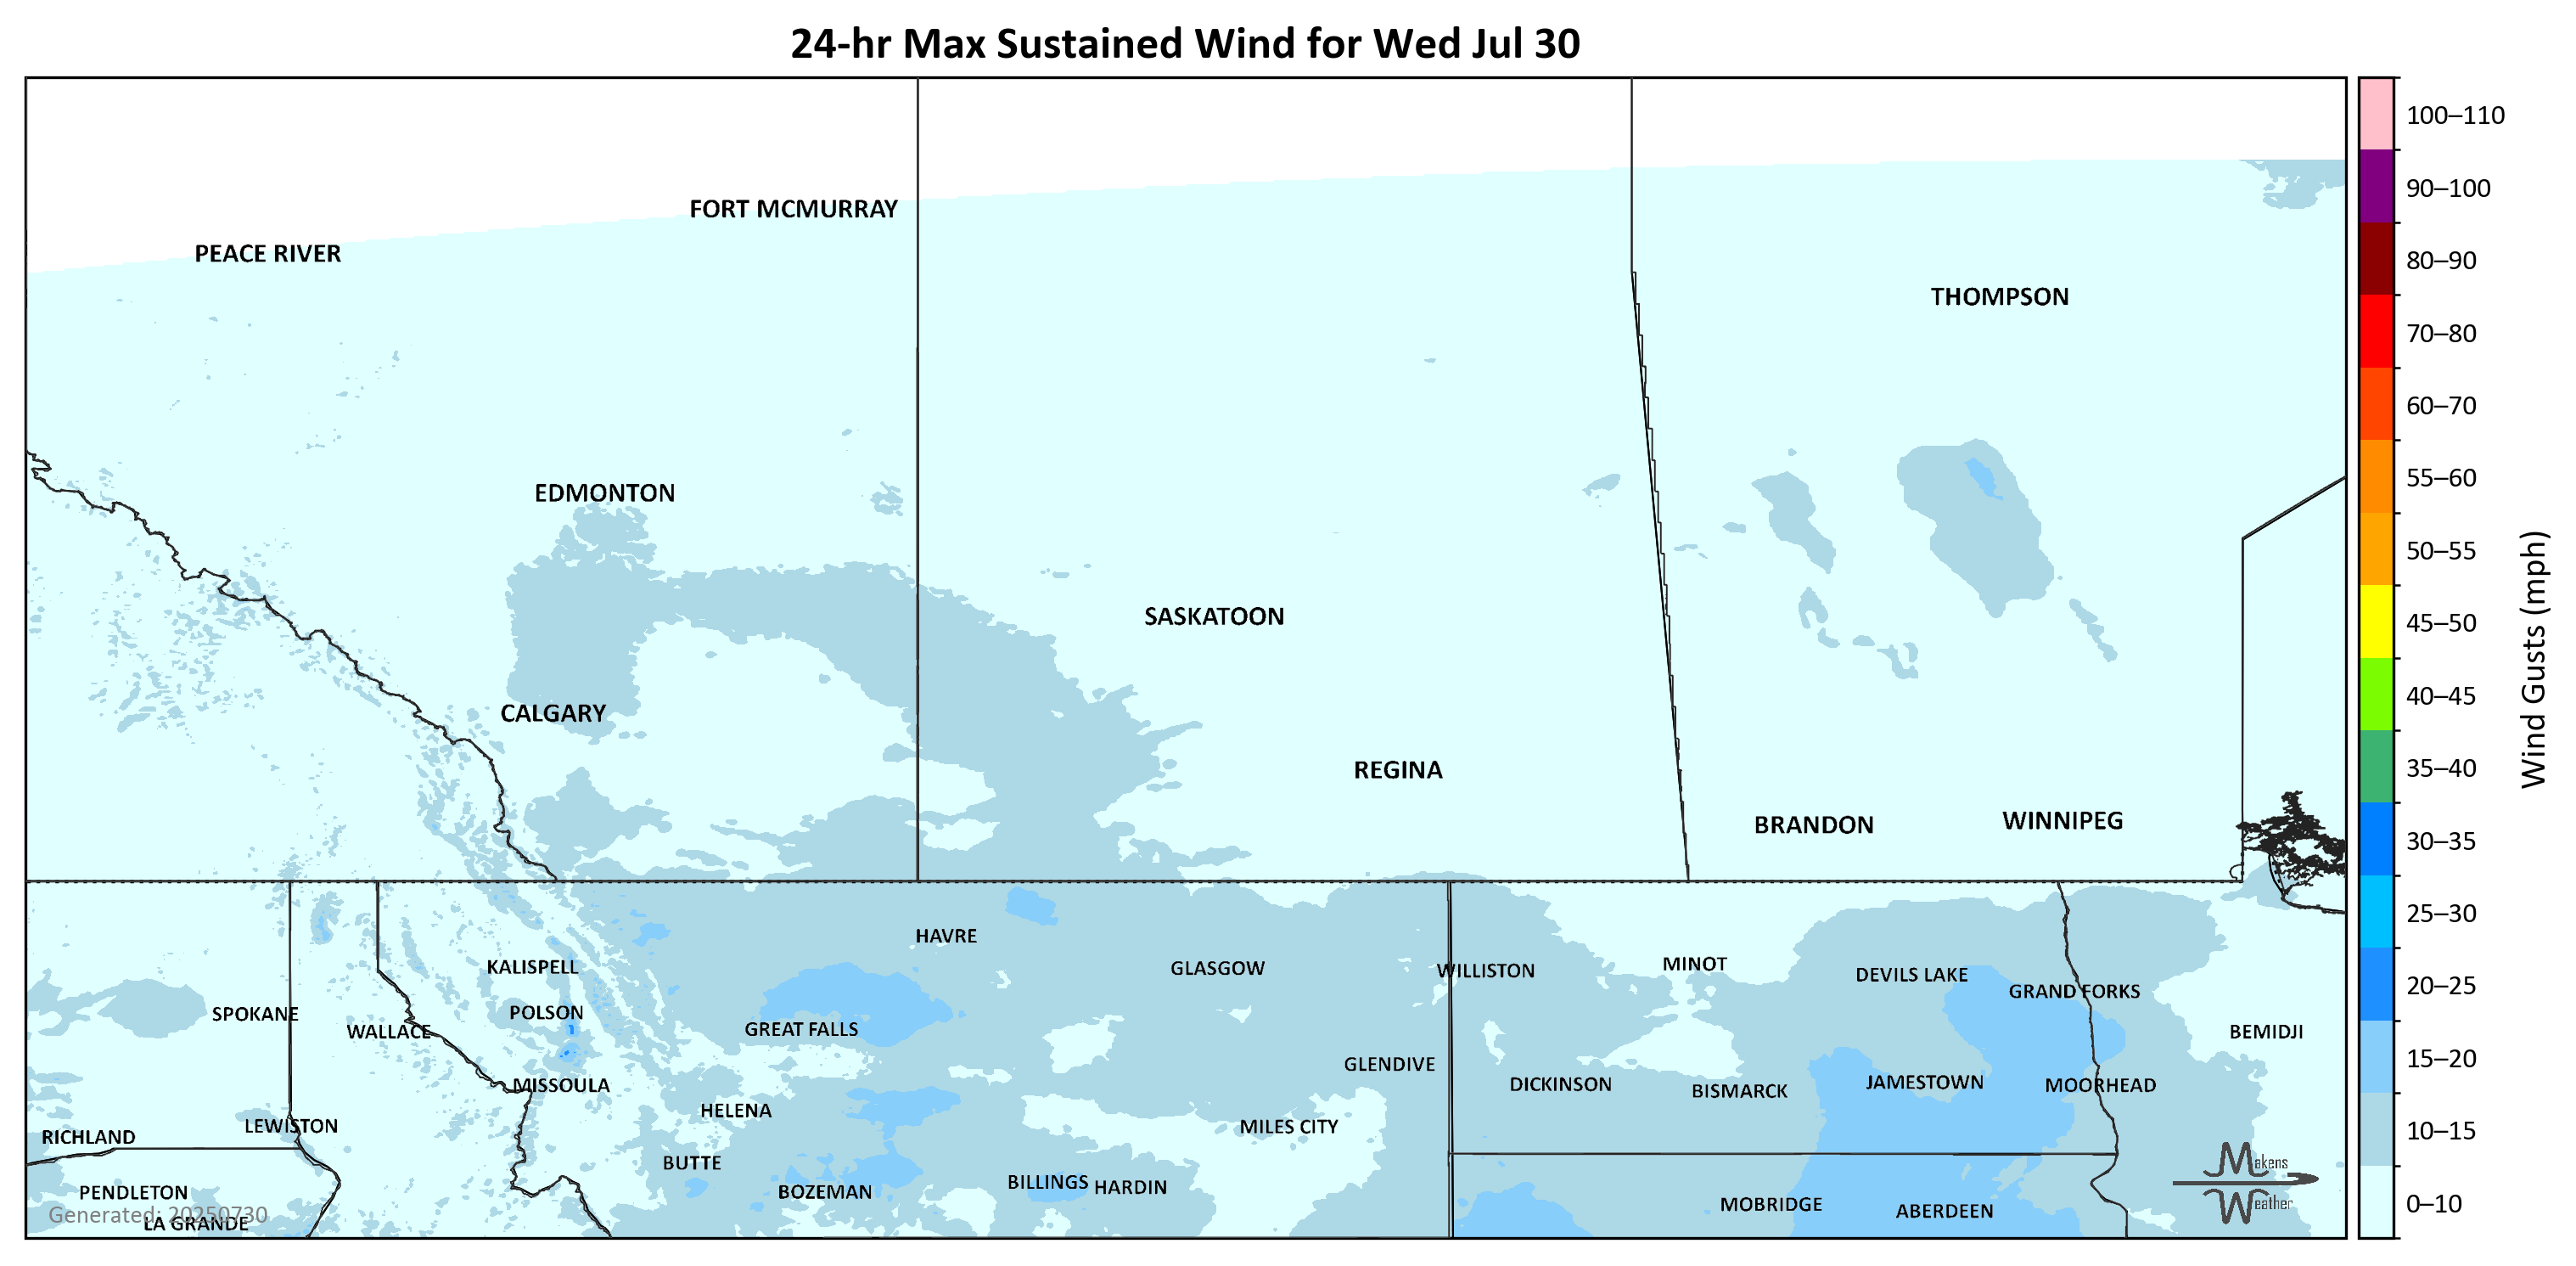 24-hr Max Sustained Wind for Wed Jul 30
100–110
90–100
FORT MCMURRAY
PEACE RIVER
80–90
THOMPSON
70–80
60–70
55–60
EDMONTON
50–55
SASKATOON
45–50
Wind Gusts (mph)
CALGARY
40–45
REGINA
35–40
BRANDON
WINNIPEG
30–35
25–30
HAVRE
KALISPELL
GLASGOW
WILLISTON
MINOT
DEVILS LAKE
20–25
GRAND FORKS
SPOKANE
POLSON
WALLACE
GREAT FALLS
BEMIDJI
15–20
GLENDIVE
MISSOULA
DICKINSON
BISMARCK
JAMESTOWN
MOORHEAD
HELENA
LEWISTON
MILES CITY
10–15
RICHLAND
BUTTE
Makens
Weather
PENDLETON
BOZEMAN
BILLINGS
HARDIN
MOBRIDGE
ABERDEEN
0–10
Generated: 20250730
LA GRANDE